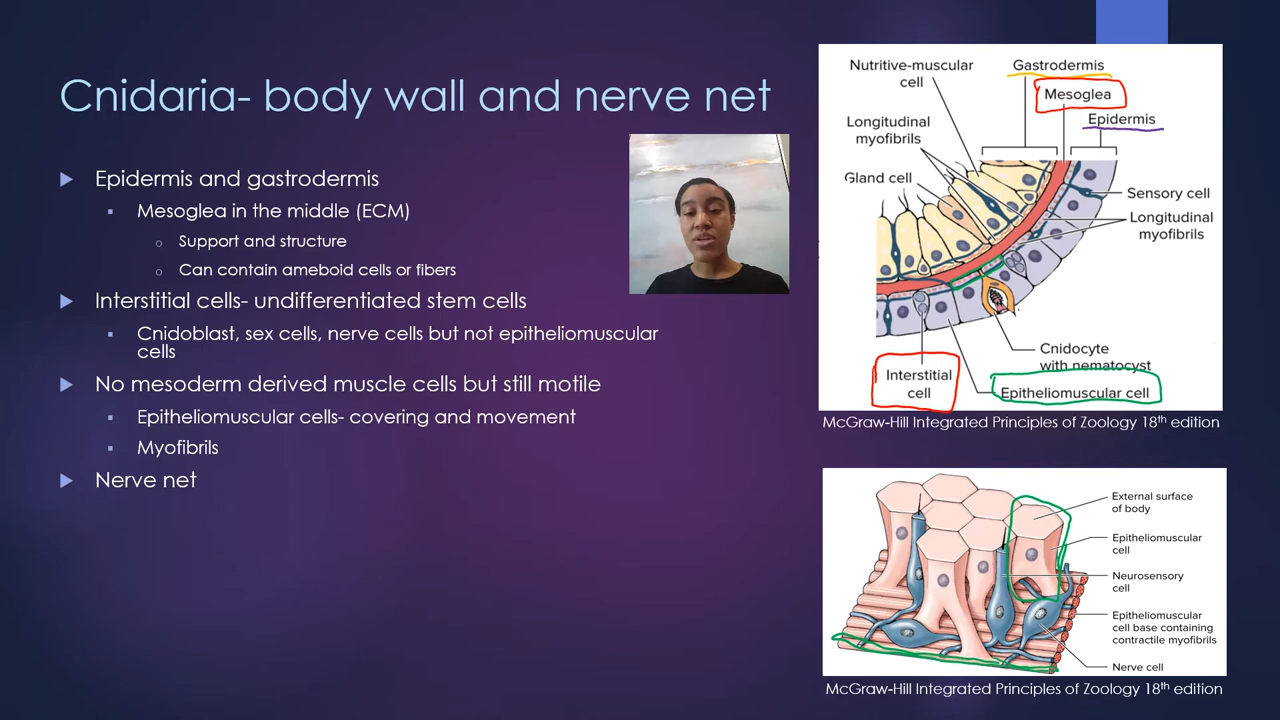 Cnidaria- body wall and nerve net
Epidermis and gastrodermis
Mesoglea in the middle (ECM)
Support and structure
Can contain ameboid cells or fibers
Interstitial cells- undifferentiated stem cells
Cnidoblast, sex cells, nerve cells but not epitheliomuscular
cells
No mesoderm derived muscle cells but still motile
Epitheliomuscular cells- covering and movement
Myofibrils
Nerve net
Nutritive-muscular
cell
Gastrodermis
Mesoglea
Epidermis
Longitudinal
myofibrils
Gland cell
Sensory cell
Longitudinal
myofibrils
Cnidocyte
with nematocyst
Interstitial
cell
Epitheliomuscular cell
McGraw-Hill Integrated Principles of Zoology 18th edition
External surface
of body
Epitheliomuscular
cell
Neurosensory
cell
Epitheliomuscular
cell base containing
contractile myofibrils
Nerve cell
McGraw-Hill Integrated Principles of Zoology 18th edition